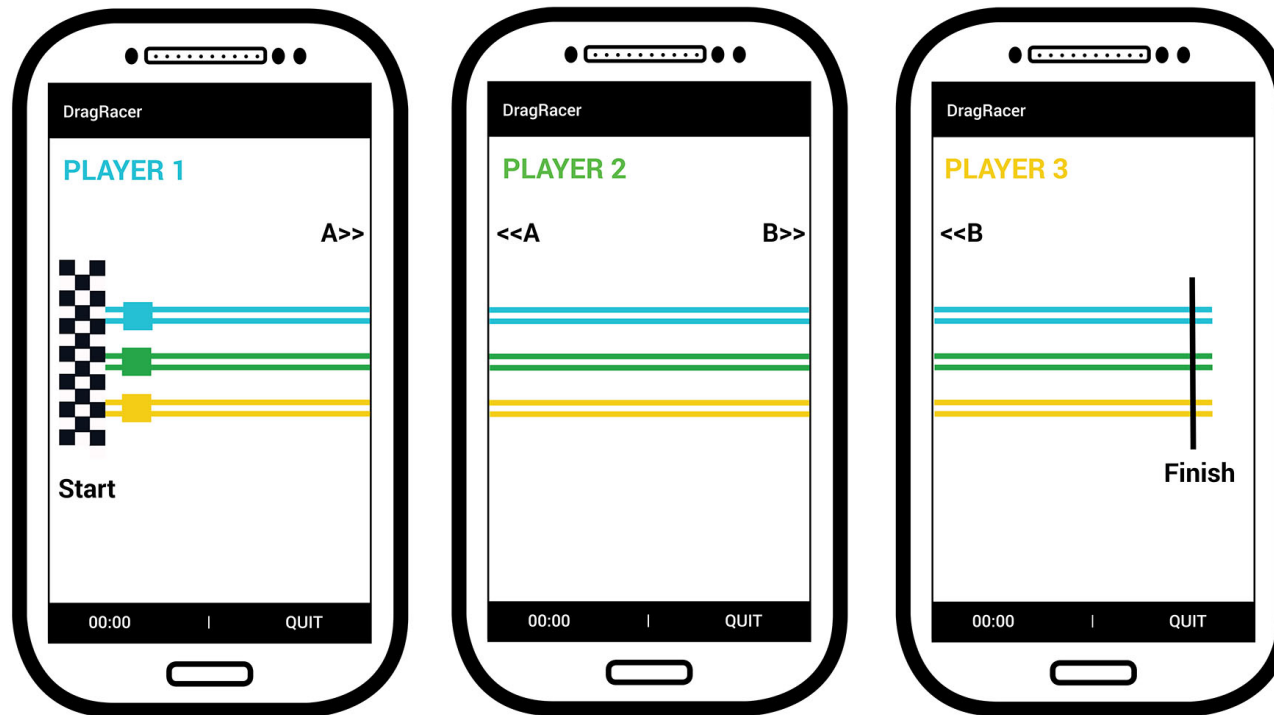 DragRacer
PLAYER 1
A>>
Start
00:00 | QUIT
DragRacer
PLAYER 2
<<A B>>
00:00 | QUIT
DragRacer
PLAYER 3
<<B
Finish
00:00 | QUIT